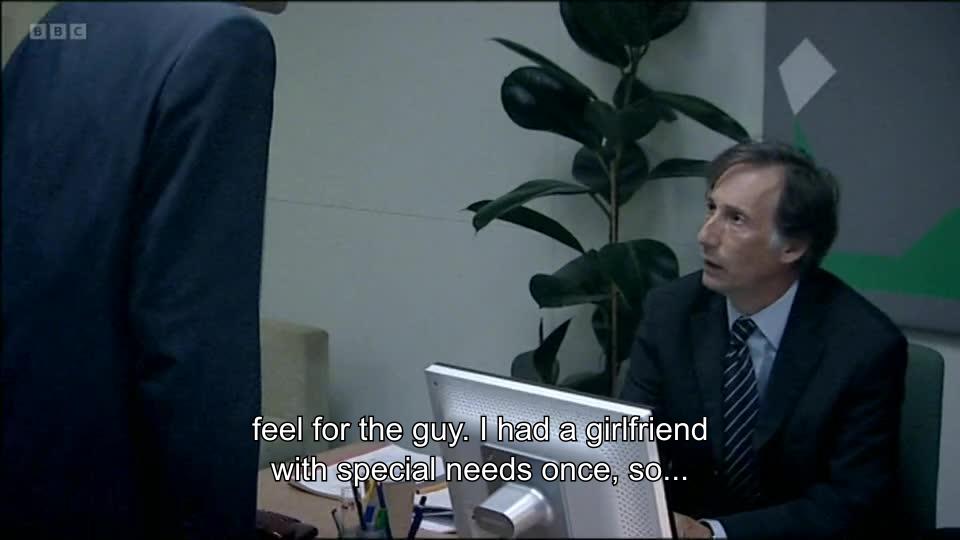 BBC
feel for the guy. I had a girlfriend
with special needs once, so...